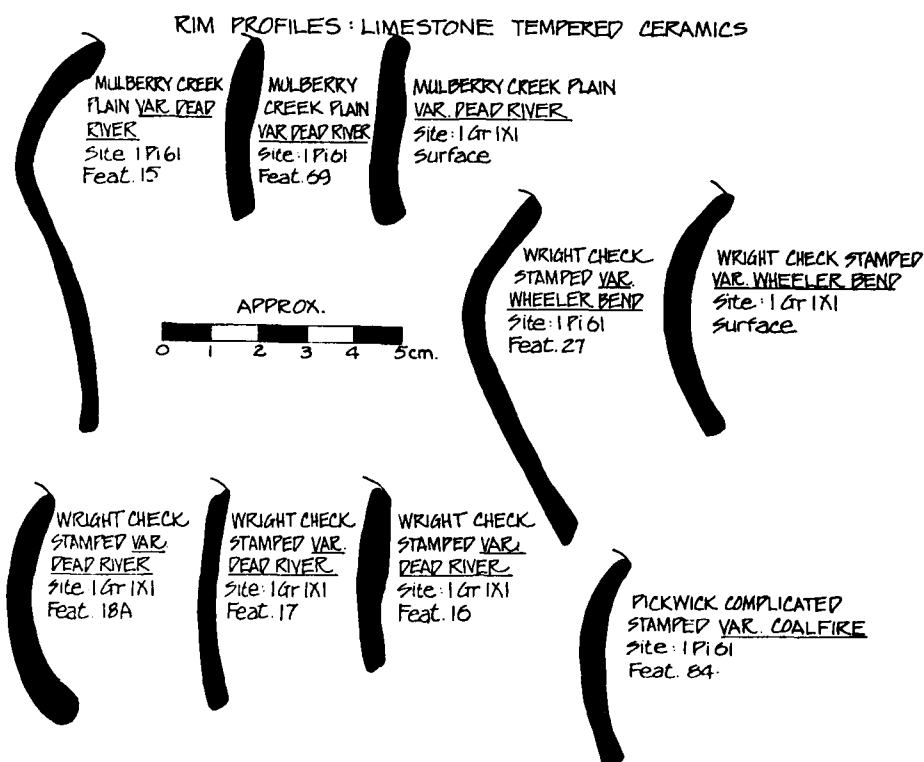 RIM PROFILES: LIMESTONE TEMPERED CERAMICS
MULBERRY CREEK
PLAIN VAR. DEAD
RIVER
Site 1Pi61
Feat. 15
MULBERRY
CREEK PLAIN
VAR DEAD RIVER
Site: 1Pi61
Feat. 69
MULBERRY CREEK PLAIN
VAR. DEAD RIVER
Site: 1Gr1X1
Surface
WRIGHT CHECK
STAMPED VAR.
WHEELER BEND
Site: 1Pi61
Feat. 27
WRIGHT CHECK STAMPED
VAR. WHEELER BEND
Site: 1Gr1X1
Surface
APPROX.
0 1 2 3 4 5cm.
WRIGHT CHECK
STAMPED VAR.
DEAD RIVER
Site 1Gr1X1
Feat. 18A
WRIGHT CHECK
STAMPED VAR.
DEAD RIVER
Site: 1Gr1X1
Feat. 17
WRIGHT CHECK
STAMPED VAR.
DEAD RIVER
Site: 1Gr1X1
Feat. 16
PICKWICK COMPLICATED
STAMPED VAR. COALFIRE
Site: 1Pi61
Feat. 84.